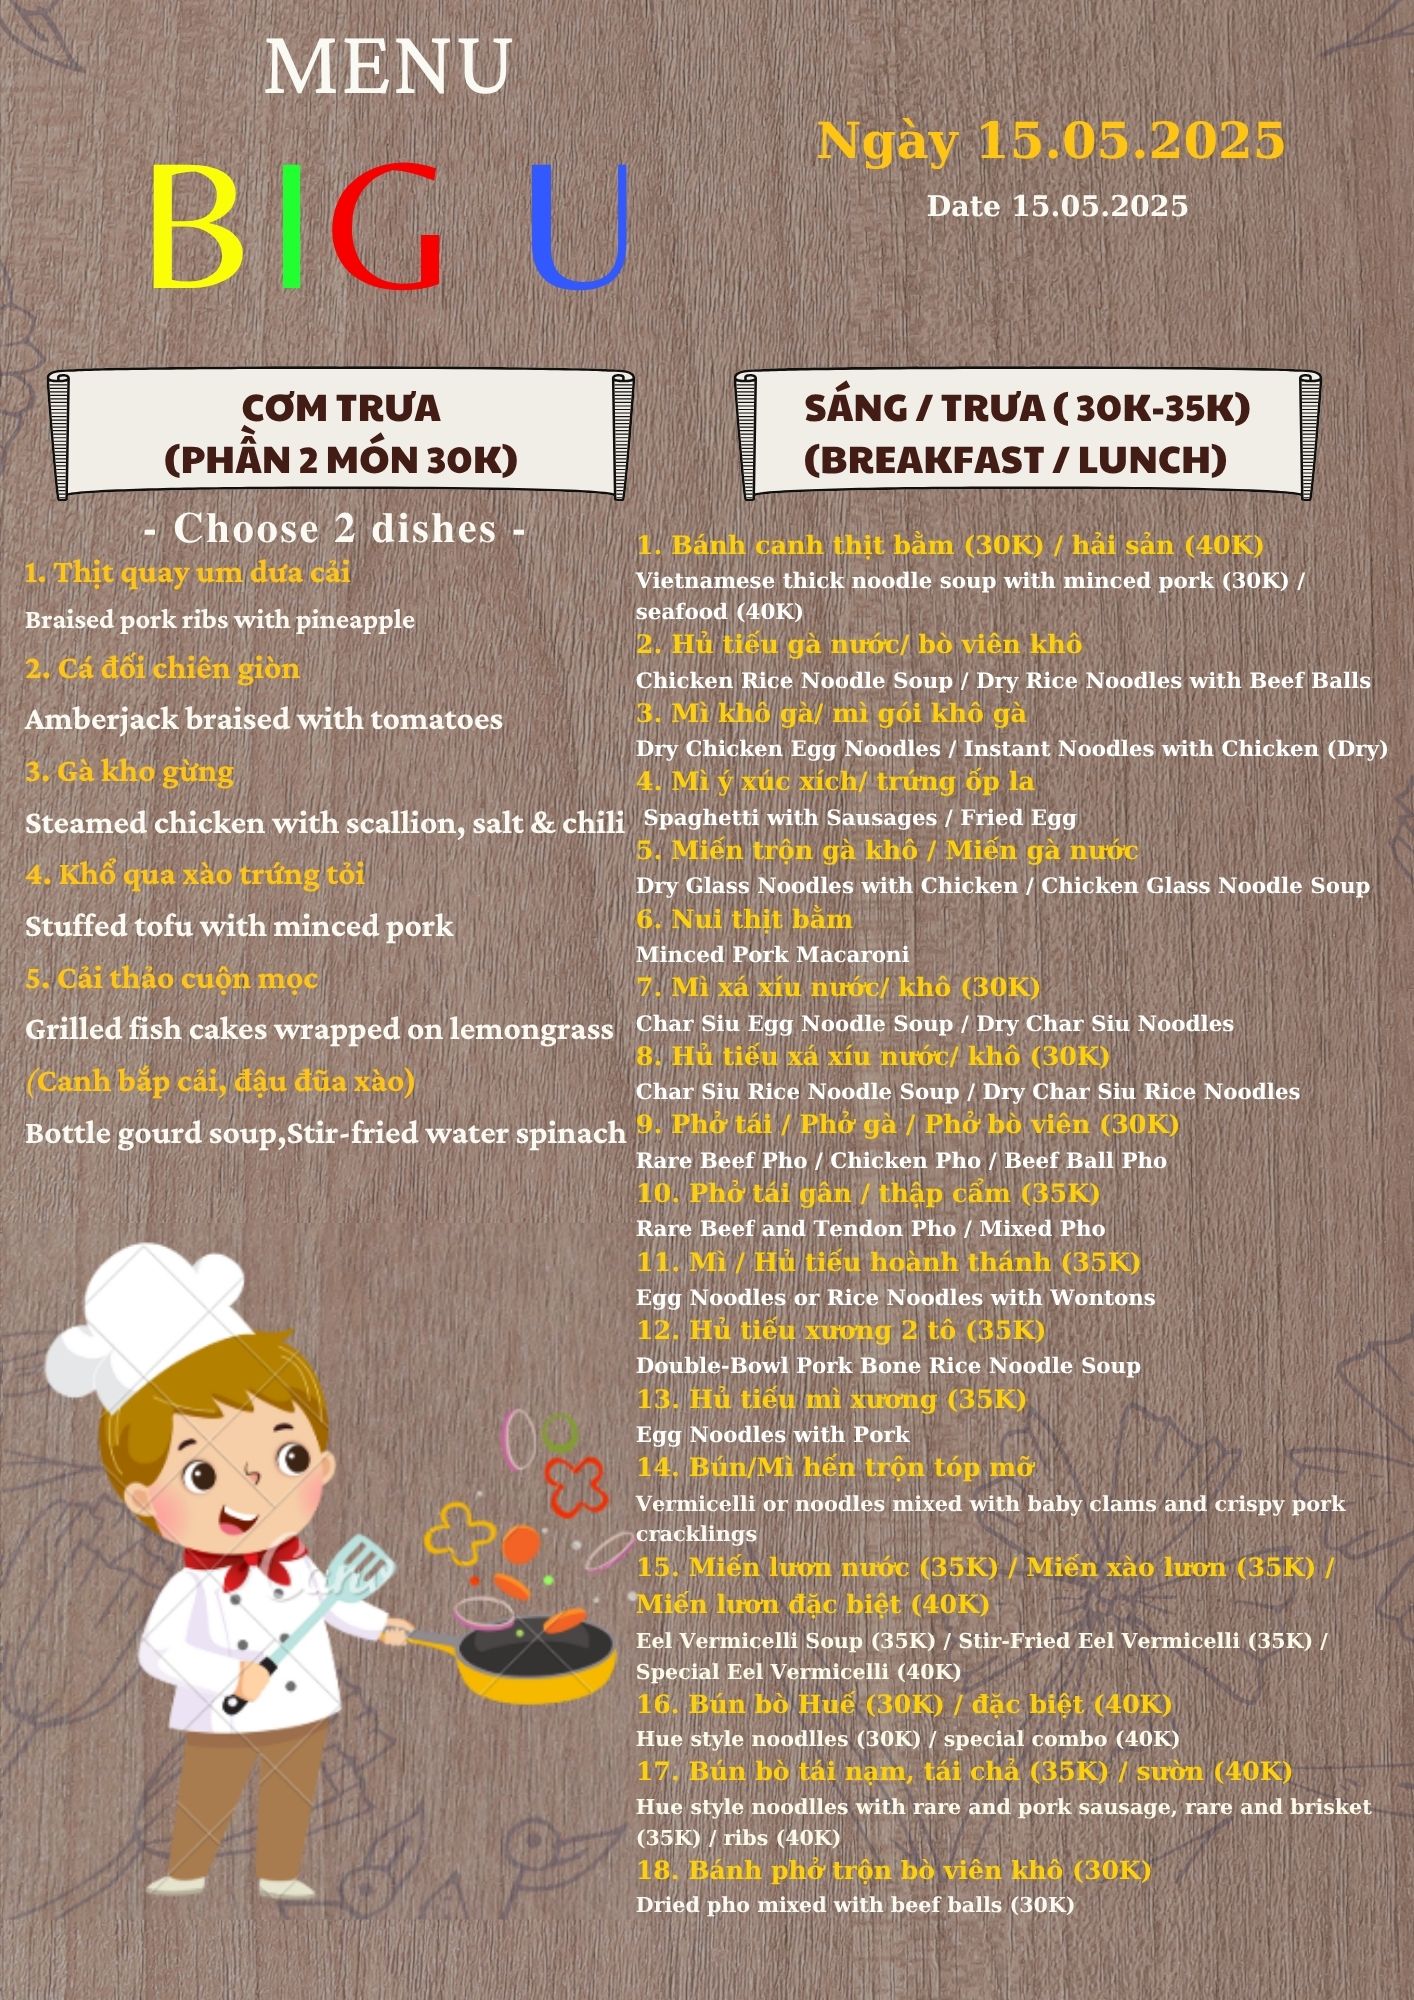 MENU
BIG U
Ngày 15.05.2025
Date 15.05.2025
CƠM TRƯA
(PHẦN 2 MÓN 30K)
- Choose 2 dishes -
1. Thịt quay um dưa cải
Braised pork ribs with pineapple
2. Cá đổi chiên giòn
Amberjack braised with tomatoes
3. Gà kho gừng
Steamed chicken with scallion, salt & chili
4. Khổ qua xào trứng tỏi
Stuffed tofu with minced pork
5. Cải thảo cuộn mọc
Grilled fish cakes wrapped on lemongrass
(Canh bắp cải, đậu đũa xào)
Bottle gourd soup,Stir-fried water spinach
SÁNG / TRƯA ( 30K-35K)
(BREAKFAST / LUNCH)
1. Bánh canh thịt bằm (30K) / hải sản (40K)
Vietnamese thick noodle soup with minced pork (30K) /
seafood (40K)
2. Hủ tiếu gà nước/ bò viên khô
Chicken Rice Noodle Soup / Dry Rice Noodles with Beef Balls
3. Mì khô gà/ mì gói khô gà
Dry Chicken Egg Noodles / Instant Noodles with Chicken (Dry)
4. Mì ý xúc xích/ trứng ốp la
Spaghetti with Sausages / Fried Egg
5. Miến trộn gà khô / Miến gà nước
Dry Glass Noodles with Chicken / Chicken Glass Noodle Soup
6. Nui thịt bằm
Minced Pork Macaroni
7. Mì xá xíu nước/ khô (30K)
Char Siu Egg Noodle Soup / Dry Char Siu Noodles
8. Hủ tiếu xá xíu nước/ khô (30K)
Char Siu Rice Noodle Soup / Dry Char Siu Rice Noodles
9. Phở tái / Phở gà / Phở bò viên (30K)
Rare Beef Pho / Chicken Pho / Beef Ball Pho
10. Phở tái gân / thập cẩm (35K)
Rare Beef and Tendon Pho / Mixed Pho
11. Mì / Hủ tiếu hoành thánh (35K)
Egg Noodles or Rice Noodles with Wontons
12. Hủ tiếu xương 2 tô (35K)
Double-Bowl Pork Bone Rice Noodle Soup
13. Hủ tiếu mì xương (35K)
Egg Noodles with Pork
14. Bún/Mì hến trộn tóp mỡ
Vermicelli or noodles mixed with baby clams and crispy pork
cracklings
15. Miến lươn nước (35K) / Miến xào lươn (35K) /
Miến lươn đặc biệt (40K)
Eel Vermicelli Soup (35K) / Stir-Fried Eel Vermicelli (35K) /
Special Eel Vermicelli (40K)
16. Bún bò Huế (30K) / đặc biệt (40K)
Hue style noodlles (30K) / special combo (40K)
17. Bún bò tái nạm, tái chả (35K) / sườn (40K)
Hue style noodlles with rare and pork sausage, rare and brisket
(35K) / ribs (40K)
18. Bánh phở trộn bò viên khô (30K)
Dried pho mixed with beef balls (30K)